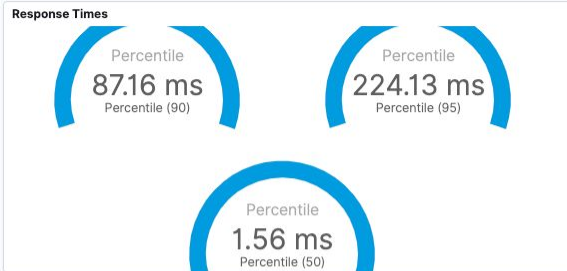 Response Times
Percentile
87.16 ms
Percentile (90)
Percentile
224.13 ms
Percentile (95)
Percentile
1.56 ms
Percentile (50)